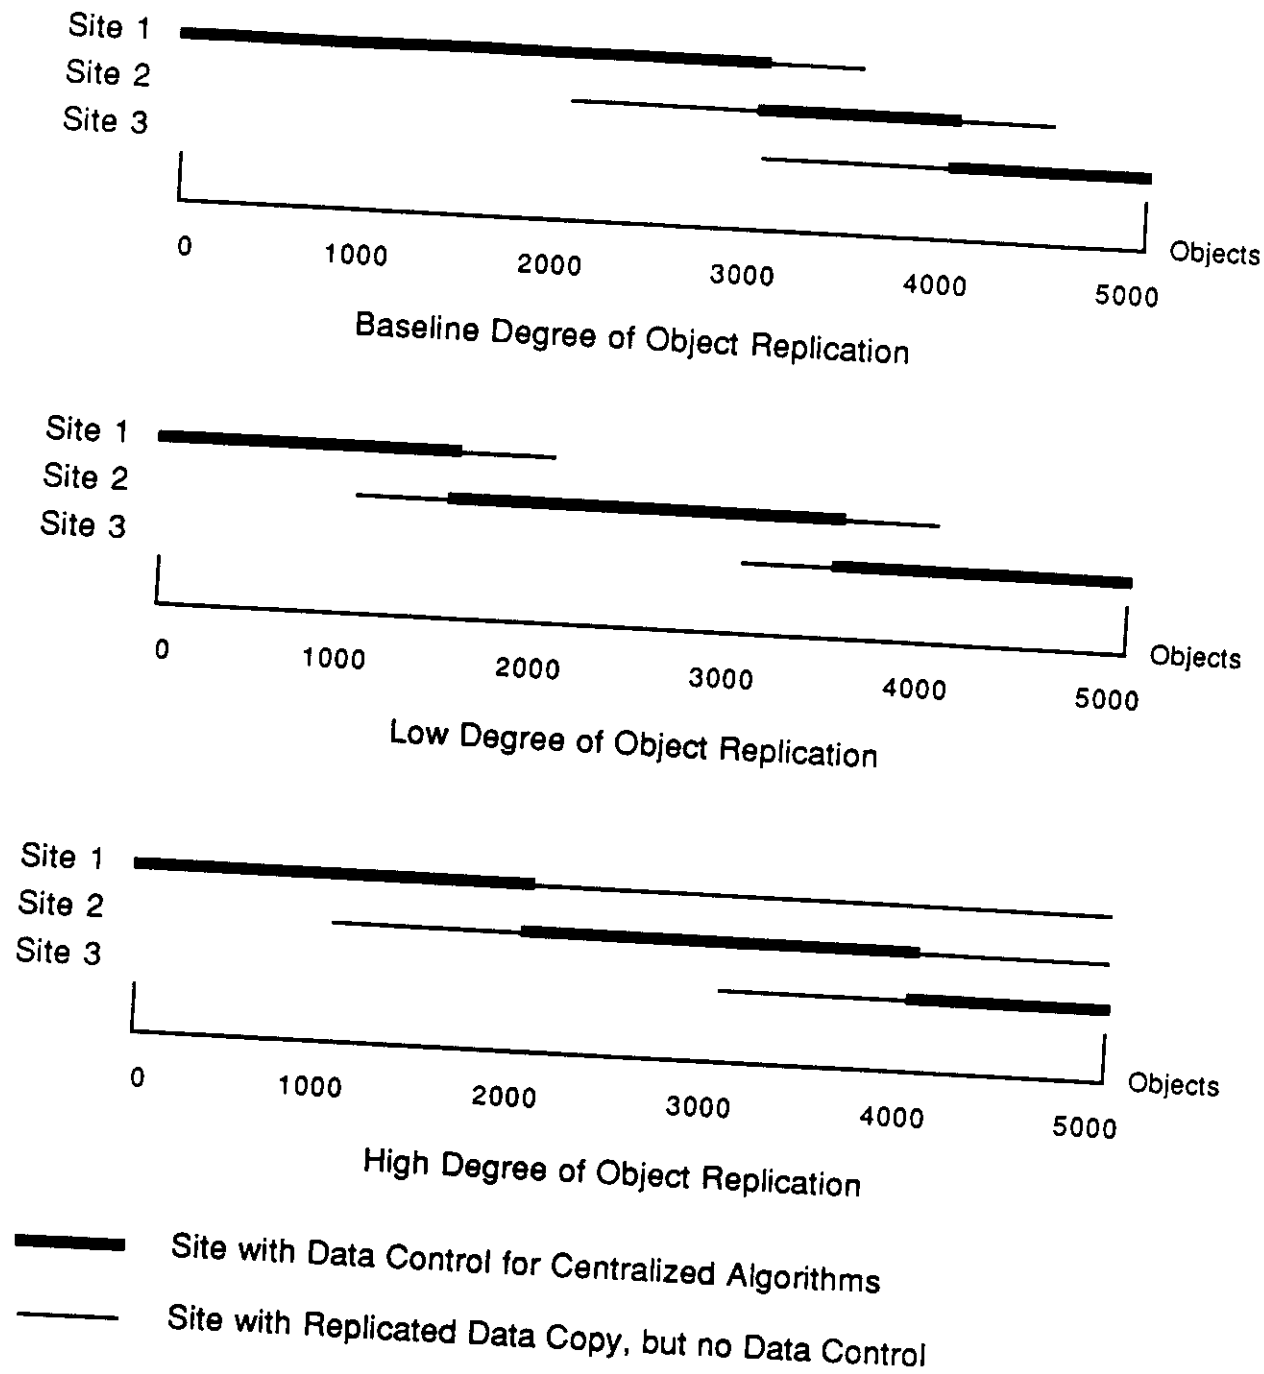 Site 1
Site 2
Site 3
0 1000 2000 3000 4000 5000 Objects
Baseline Degree of Object Replication
Site 1
Site 2
Site 3
0 1000 2000 3000 4000 5000 Objects
Low Degree of Object Replication
Site 1
Site 2
Site 3
0 1000 2000 3000 4000 5000 Objects
High Degree of Object Replication
Site with Data Control for Centralized Algorithms
Site with Replicated Data Copy, but no Data Control